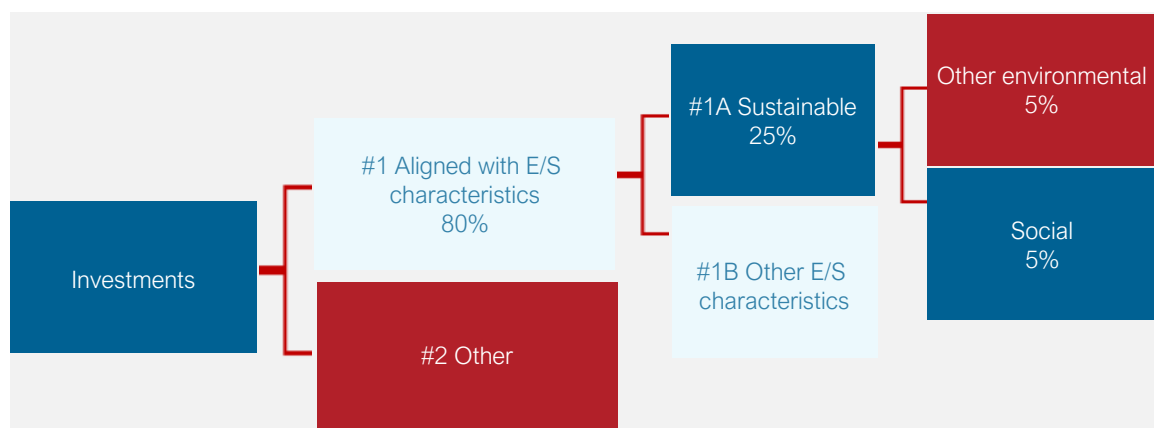 Investments
#1 Aligned with E/S
characteristics
80%
#2 Other
#1A Sustainable
25%
#1B Other E/S
characteristics
Other environmental
5%
Social
5%